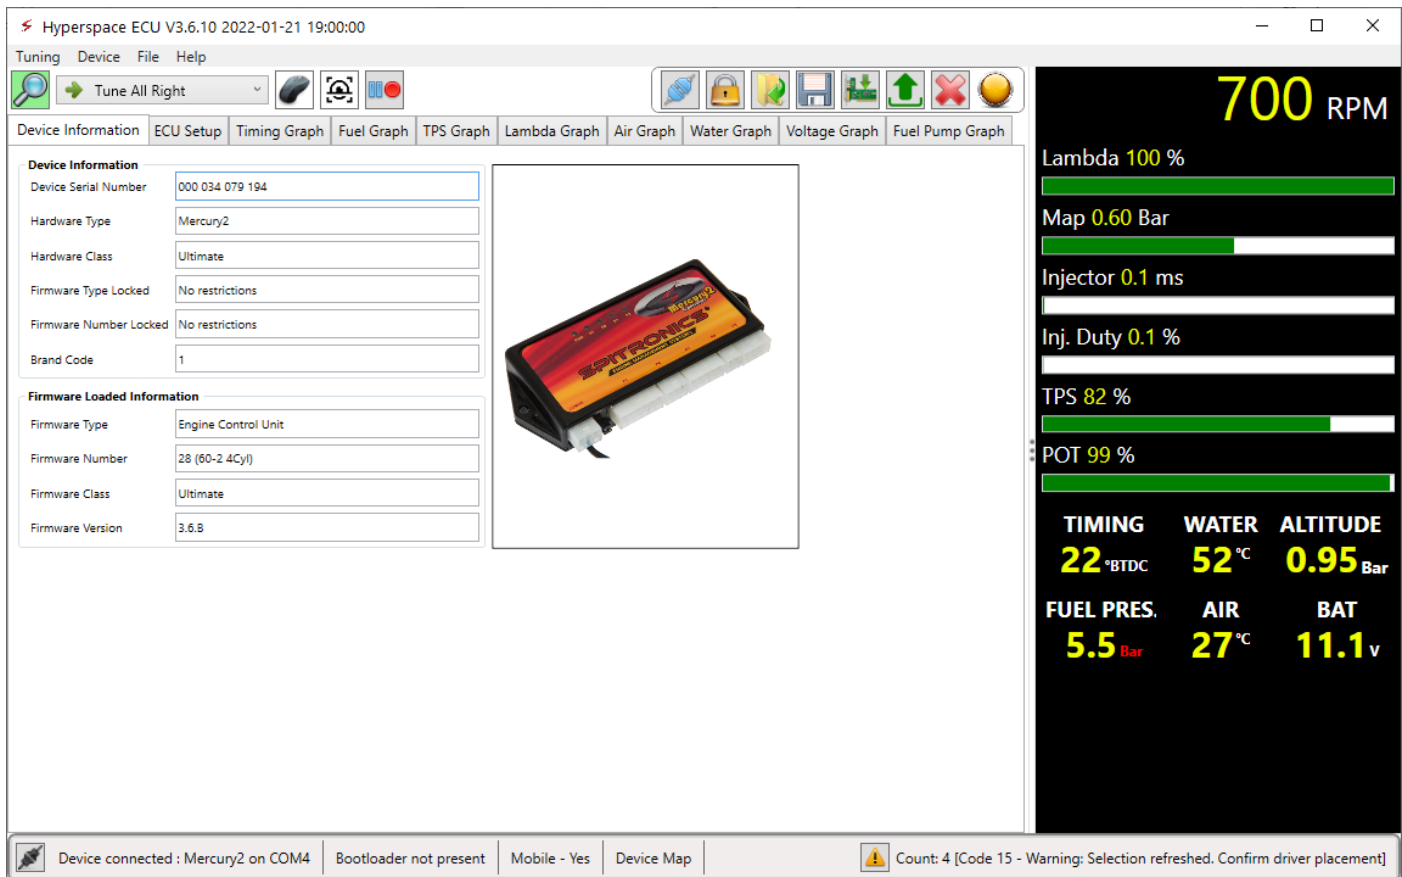 Hyperspace ECU V3.6.10 2022-01-21 19:00:00
Tuning Device File Help
Tune All Right
Device Information ECU Setup Timing Graph Fuel Graph TPS Graph Lambda Graph Air Graph Water Graph Voltage Graph Fuel Pump Graph
Device Information
Device Serial Number 000 034 079 194
Hardware Type Mercury2
Hardware Class Ultimate
Firmware Type Locked No restrictions
Firmware Number Locked No restrictions
Brand Code 1
Firmware Loaded Information
Firmware Type Engine Control Unit
Firmware Number 28 (60-2 4Cyl)
Firmware Class Ultimate
Firmware Version 3.6.B
Mercury2
SPITRONICS
ENGINE MANAGEMENT SYSTEMS
700 RPM
Lambda 100 %
Map 0.60 Bar
Injector 0.1 ms
Inj. Duty 0.1 %
TPS 82 %
POT 99 %
TIMING WATER ALTITUDE
22 °BTDC 52 °C 0.95 Bar
FUEL PRES. AIR BAT
5.5 Bar 27 °C 11.1 V
Device connected : Mercury2 on COM4 Bootloader not present Mobile - Yes Device Map Count: 4 [Code 15 - Warning: Selection refreshed. Confirm driver placement]